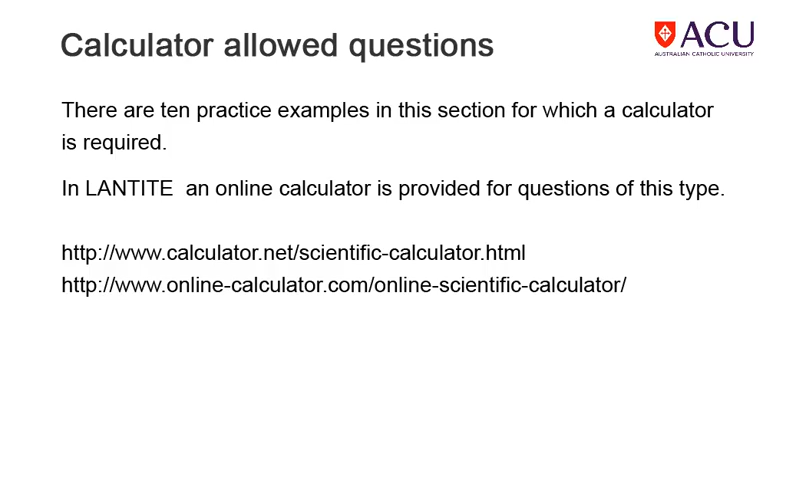 Calculator allowed questions
ACU
AUSTRALIAN CATHOLIC UNIVERSITY
There are ten practice examples in this section for which a calculator
is required.
In LANTITE  an online calculator is provided for questions of this type.
http://www.calculator.net/scientific-calculator.html
http://www.online-calculator.com/online-scientific-calculator/